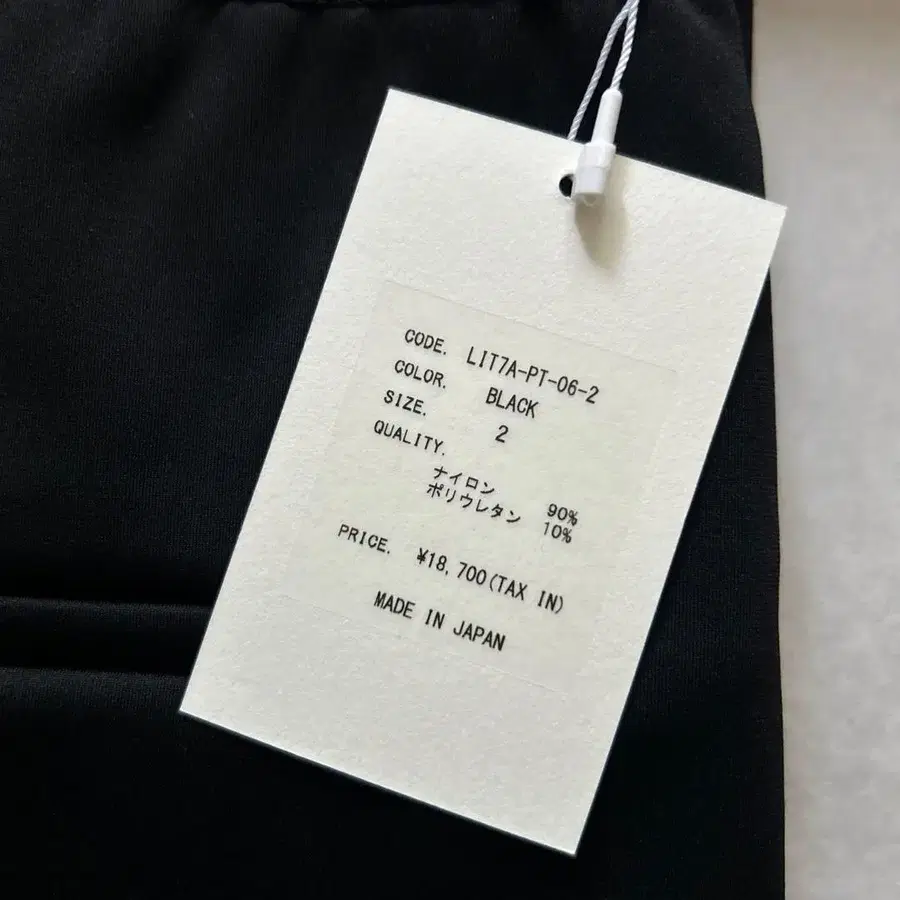 CODE. LIT7A-PT-06-2
COLOR. BLACK
SIZE. 2
QUALITY.
ナイロン 90%
ポリウレタン 10%
PRICE. ¥18,700(TAX IN)
MADE IN JAPAN